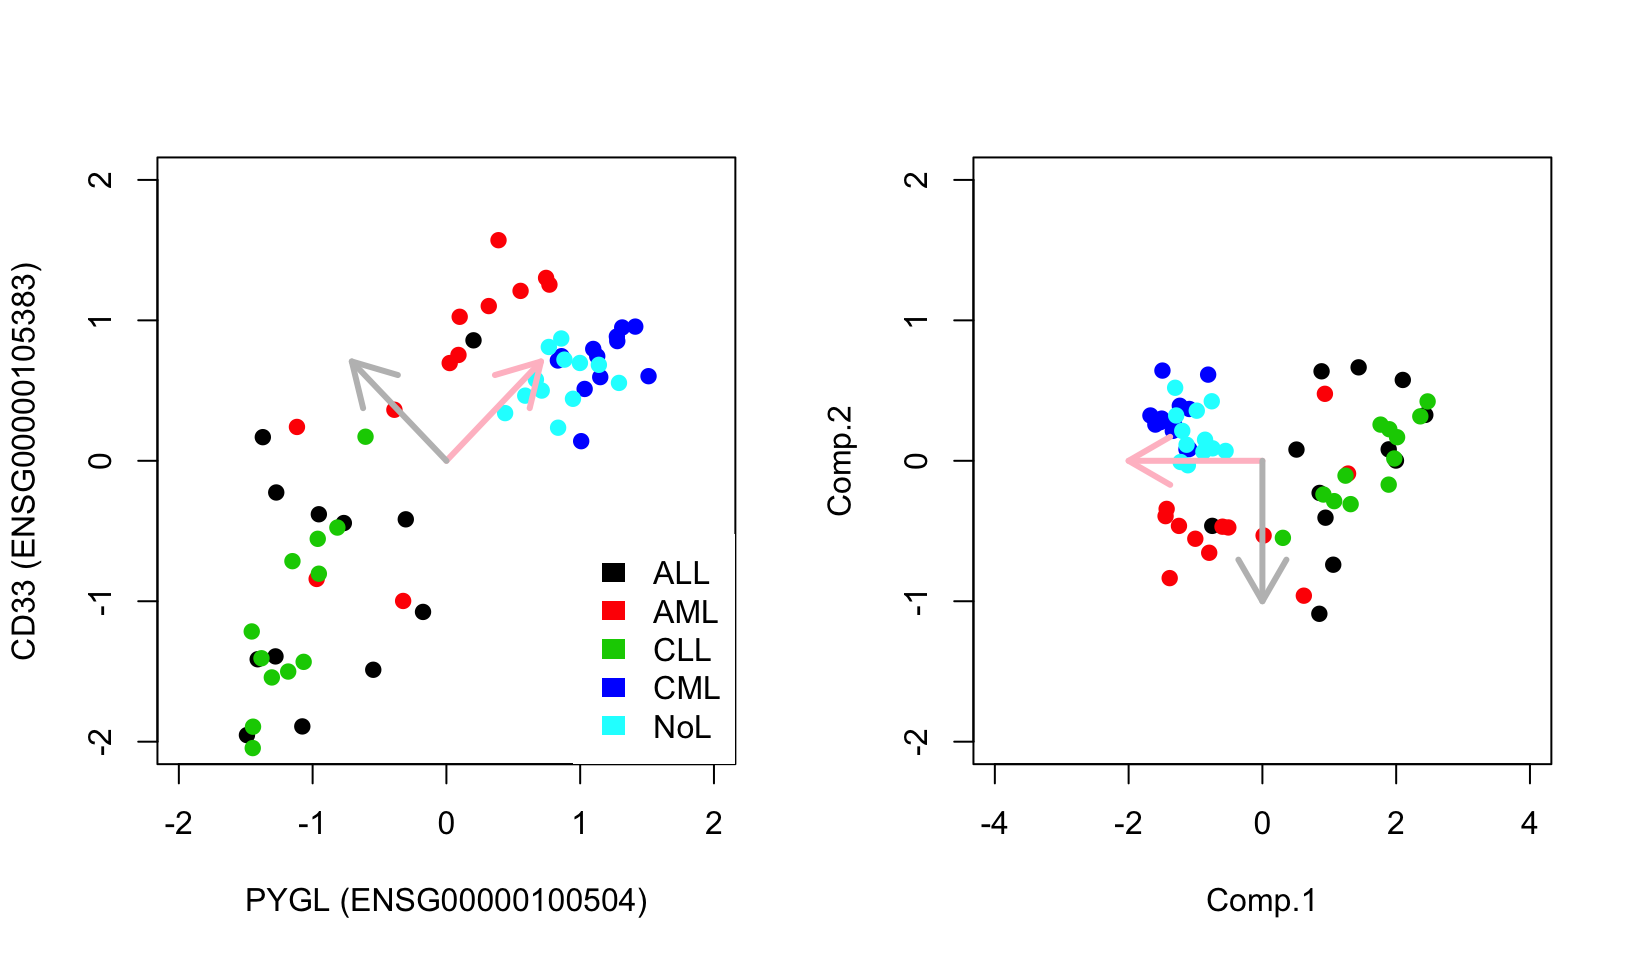 2
1
0
-1
-2
CD33 (ENSG00000105383)
ALL
AML
CLL
CML
NoL
-2 -1 0 1 2
PYGL (ENSG00000100504)
2
1
0
-1
-2
Comp.2
-4 -2 0 2 4
Comp.1